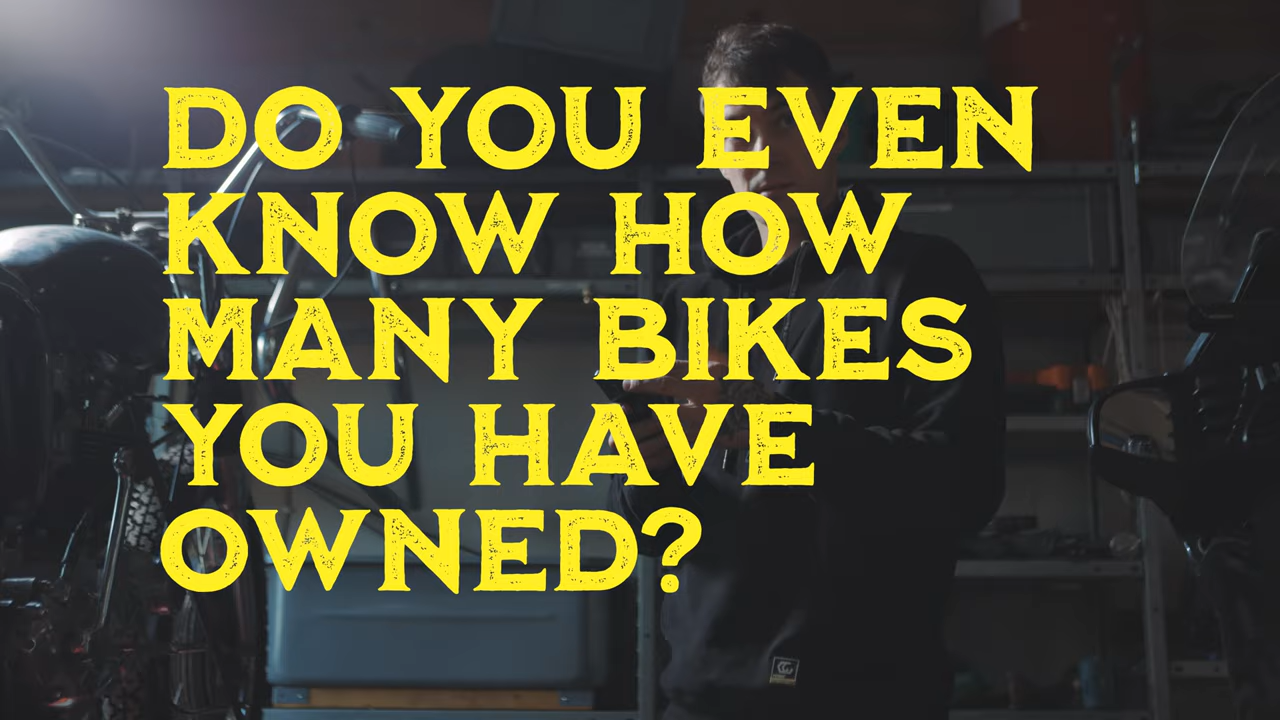 DO YOU EVEN
KNOW HOW
MANY BIKES
YOU HAVE
OWNED?